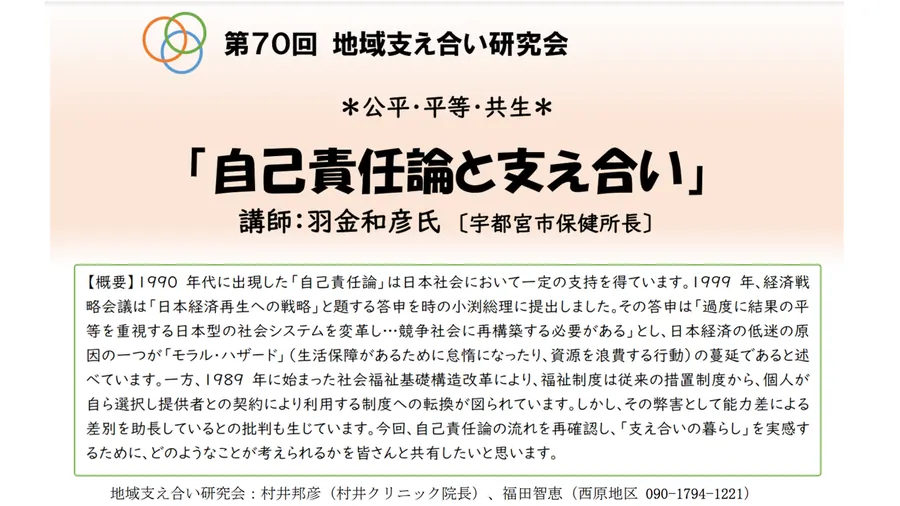 第70回 地域支え合い研究会
＊公平・平等・共生＊
「自己責任論と支え合い」
講師：羽金和彦氏 〔宇都宮市保健所長〕
【概要】1990 年代に出現した「自己責任論」は日本社会において一定の支持を得ています。1999 年、経済戦
略会議は「日本経済再生への戦略」と題する答申を時の小渕総理に提出しました。その答申は「過度に結果の平
等を重視する日本型の社会システムを変革し…競争社会に再構築する必要がある」とし、日本経済の低迷の原
因の一つが「モラル・ハザード」（生活保障があるために怠惰になったり、資源を浪費する行動）の蔓延であると述
べています。一方、1989 年に始まった社会福祉基礎構造改革により、福祉制度は従来の措置制度から、個人が
自ら選択し提供者との契約により利用する制度への転換が図られています。しかし、その弊害として能力差による
差別を助長しているとの批判も生じています。今回、自己責任論の流れを再確認し、「支え合いの暮らし」を実感す
るために、どのようなことが考えられるかを皆さんと共有したいと思います。
地域支え合い研究会：村井邦彦（村井クリニック院長）、福田智恵（西原地区 090-1794-1221）